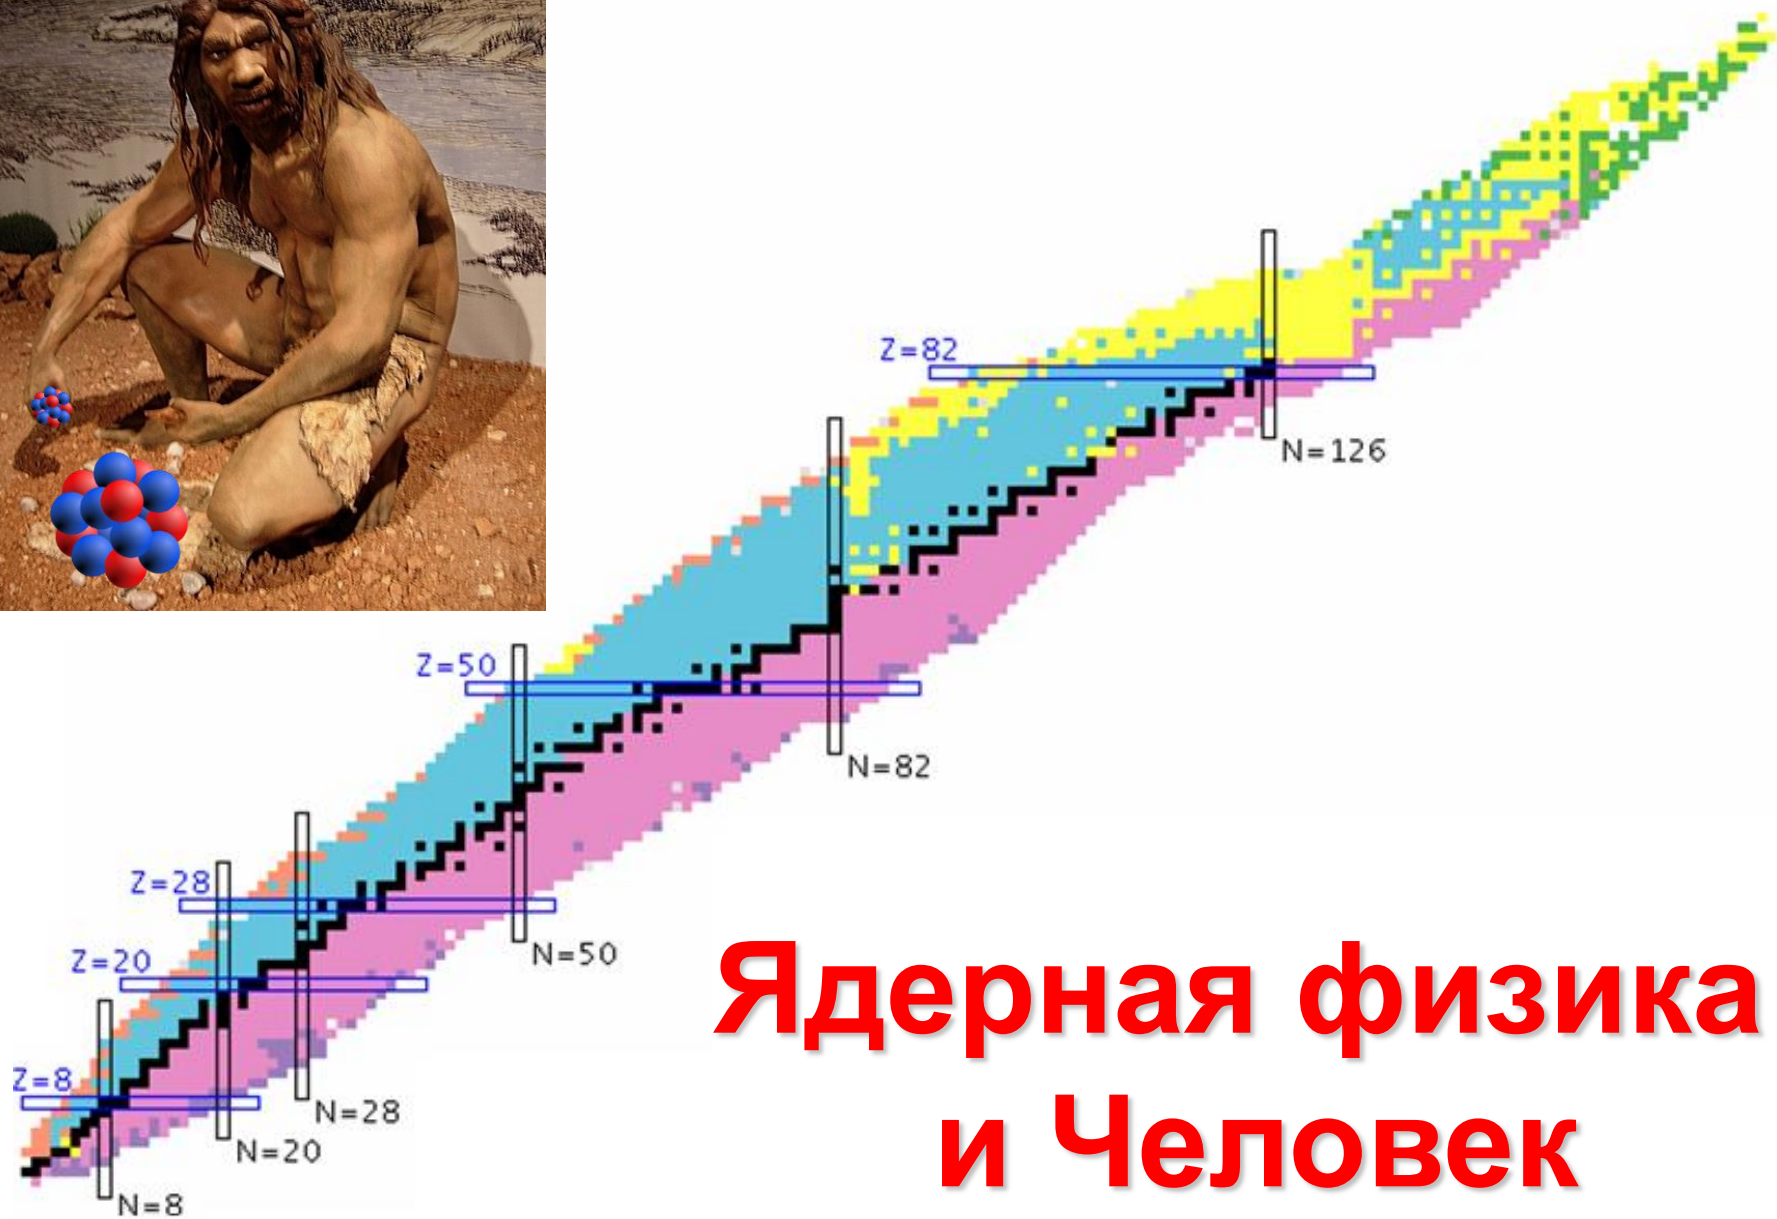 Z=82
N=126
Z=50
N=82
Z=28
N=50
Z=20
N=28
Z=8
N=20
N=8
Ядерная физика
и Человек